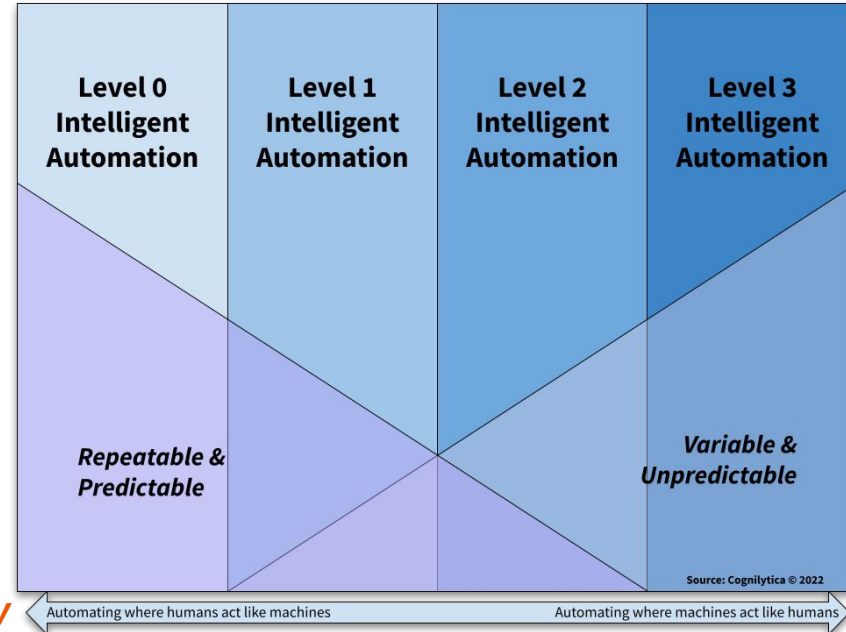 Level 0
Intelligent
Automation
Level 1
Intelligent
Automation
Level 2
Intelligent
Automation
Level 3
Intelligent
Automation
Repeatable &
Predictable
Variable &
Unpredictable
Source: Cognilytica © 2022
Automating where humans act like machines
Automating where machines act like humans